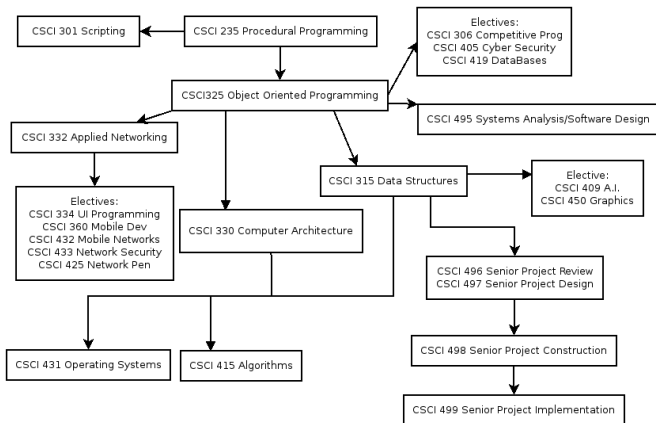 CSCI 301 Scripting
CSCI 235 Procedural Programming
Electives:
CSCI 306 Competitive Prog
CSCI 405 Cyber Security
CSCI 419 DataBases
CSCI325 Object Oriented Programming
CSCI 495 Systems Analysis/Software Design
CSCI 332 Applied Networking
CSCI 315 Data Structures
Elective:
CSCI 409 A.I.
CSCI 450 Graphics
Electives:
CSCI 334 UI Programming
CSCI 360 Mobile Dev
CSCI 432 Mobile Networks
CSCI 433 Network Security
CSCI 425 Network Pen
CSCI 330 Computer Architecture
CSCI 496 Senior Project Review
CSCI 497 Senior Project Design
CSCI 431 Operating Systems
CSCI 415 Algorithms
CSCI 498 Senior Project Construction
CSCI 499 Senior Project Implementation